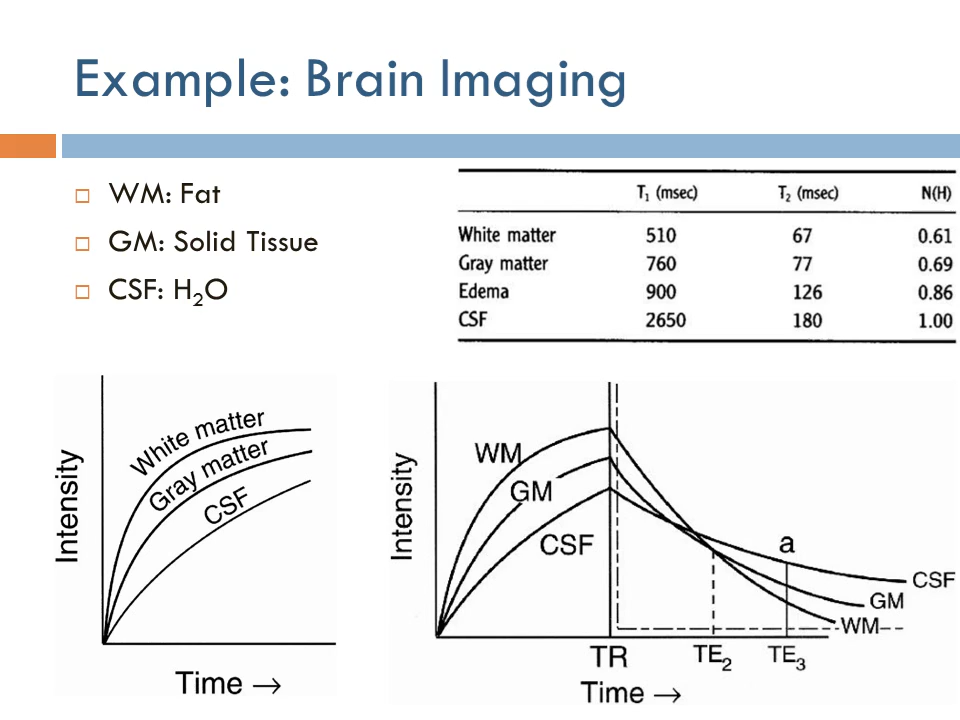 Example: Brain Imaging
WM: Fat
GM: Solid Tissue
CSF: H₂O
T₁ (msec) T₂ (msec) N(H)
White matter 510 67 0.61
Gray matter 760 77 0.69
Edema 900 126 0.86
CSF 2650 180 1.00
Intensity
White matter
Gray matter
CSF
Time →
Intensity
WM
GM
CSF
a
CSF
GM
WM
TR
TE₂
TE₃
Time →